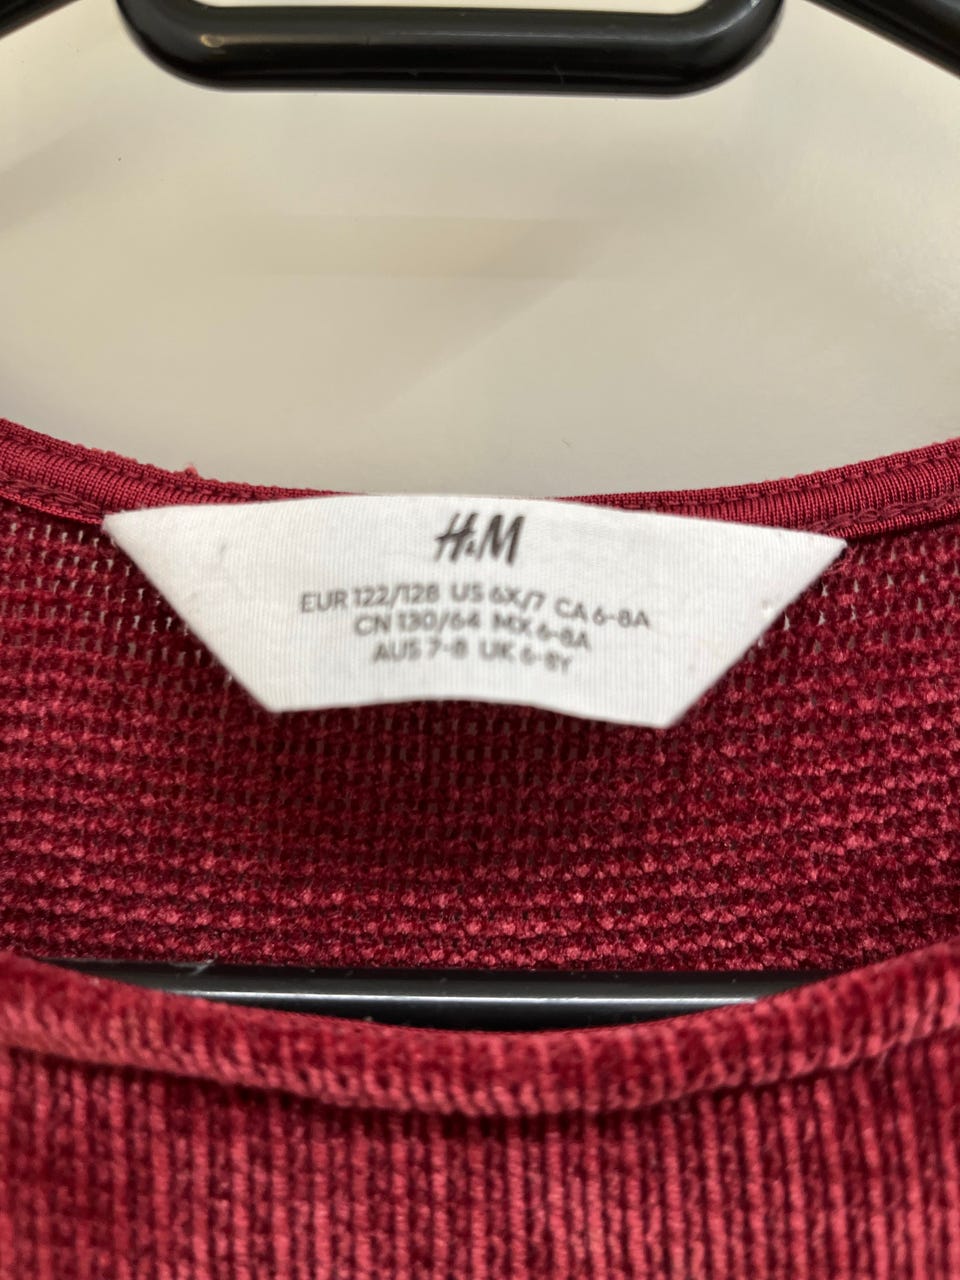 H&M
EUR 122/128 US 6X/7 CA 6-8A
CN 130/64 MX 6-8A
AUS 7-8 UK 6-8Y